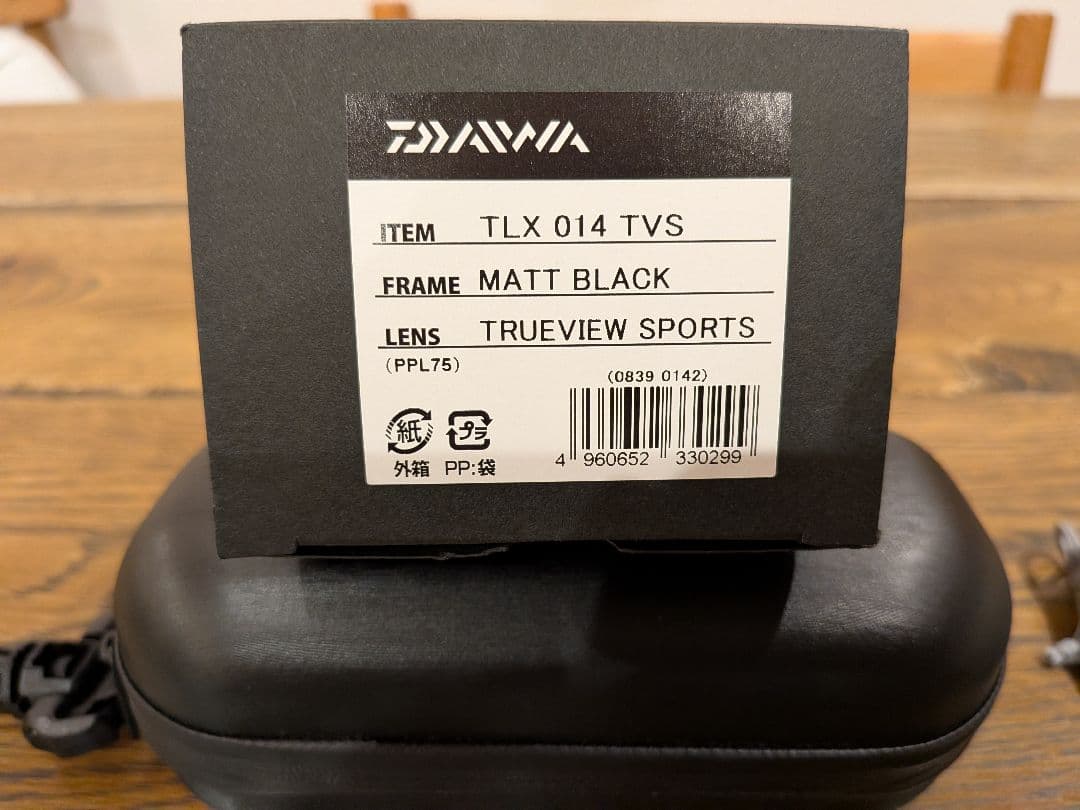 DAIWA
ITEM TLX 014 TVS
FRAME MATT BLACK
LENS TRUEVIEW SPORTS
(PPL75)
(0839 0142)
紙 プラ
外箱 PP:袋
4 960652 330299